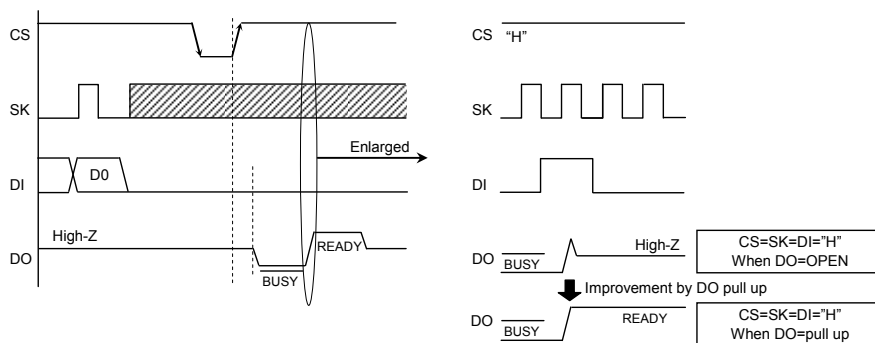 CS
SK
DI
D0
DO
High-Z
BUSY
READY
Enlarged
CS
“H”
SK
DI
DO
BUSY
High-Z
CS=SK=DI=”H”
When DO=OPEN
Improvement by DO pull up
DO
BUSY
READY
CS=SK=DI=”H”
When DO=pull up